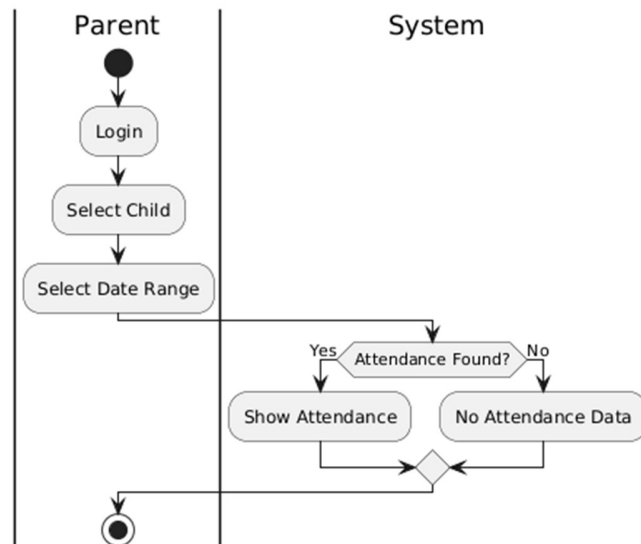 Parent
System
Login
Select Child
Select Date Range
Yes
Attendance Found?
No
Show Attendance
No Attendance Data